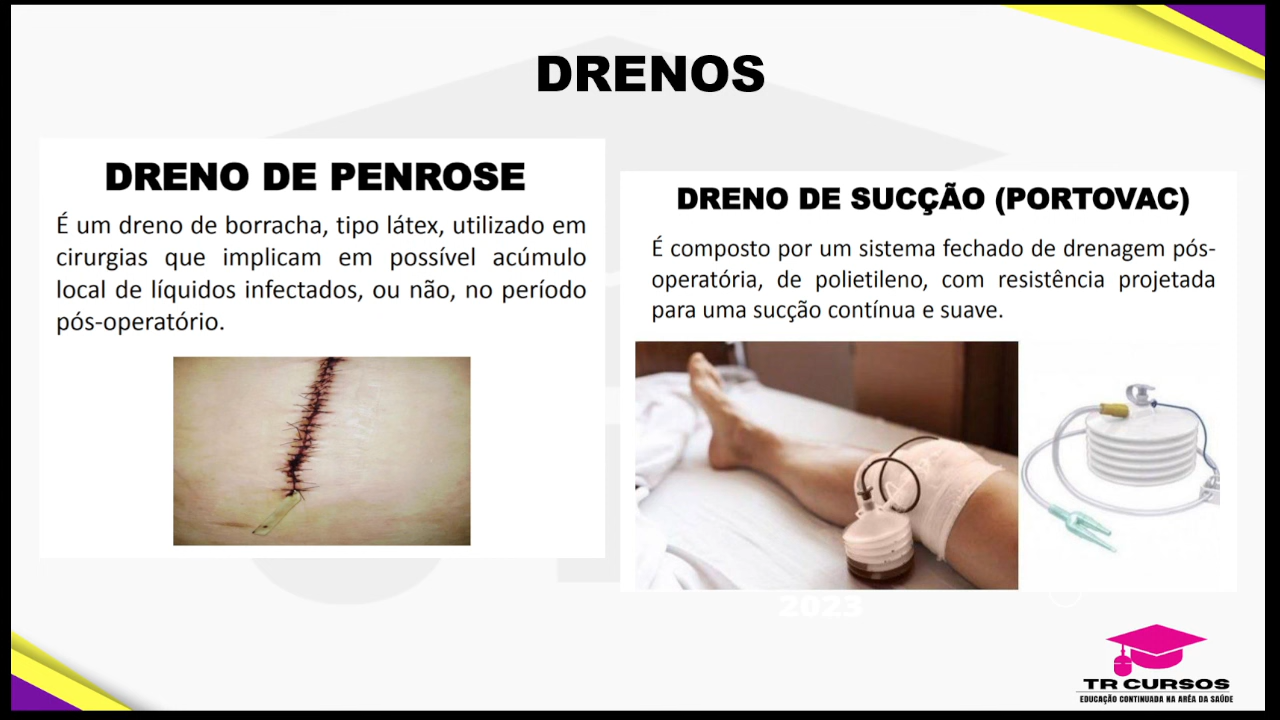 DRENOS
DRENO DE PENROSE
É um dreno de borracha, tipo látex, utilizado em
cirurgias que implicam em possível acúmulo
local de líquidos infectados, ou não, no período
pós-operatório.
DRENO DE SUCÇÃO (PORTOVAC)
É composto por um sistema fechado de drenagem pós-
operatória, de polietileno, com resistência projetada
para uma sucção contínua e suave.
2023
TR CURSOS
EDUCAÇÃO CONTINUADA NA ARÊA DA SAÚDE